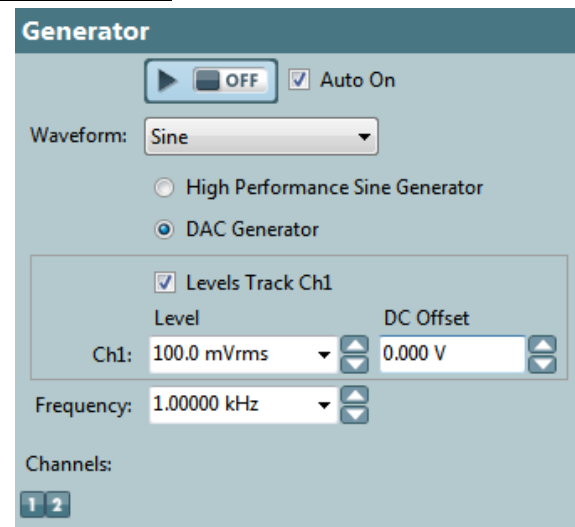 Generator
OFF Auto On
Waveform: Sine
High Performance Sine Generator
DAC Generator
Levels Track Ch1
Level DC Offset
Ch1: 100.0 mVrms 0.000 V
Frequency: 1.00000 kHz
Channels:
1 2